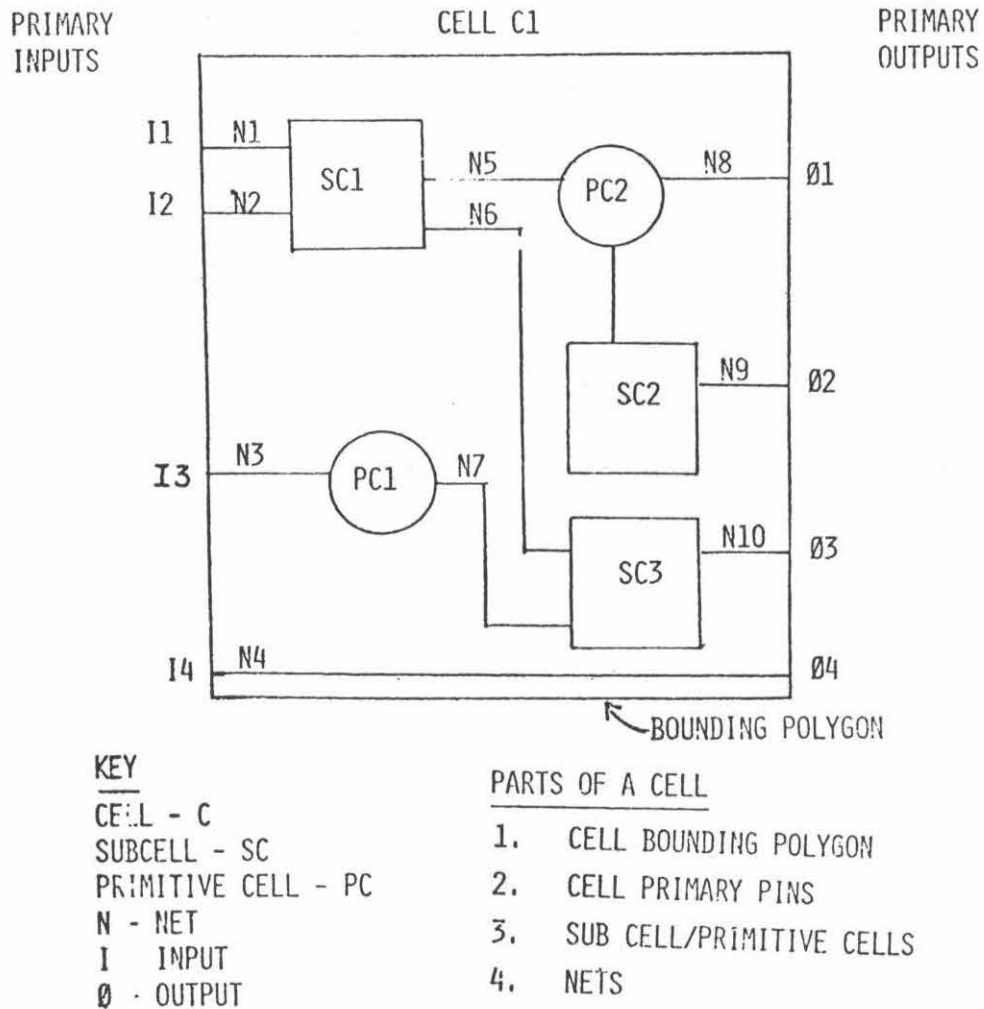 PRIMARY
INPUTS
CELL C1
PRIMARY
OUTPUTS
I1
N1
SC1
N5
PC2
N8
Ø1
I2
N2
N6
SC2
N9
Ø2
I3
N3
PC1
N7
SC3
N10
Ø3
I4
N4
Ø4
BOUNDING POLYGON
KEY
CELL - C
SUBCELL - SC
PRIMITIVE CELL - PC
N - NET
I INPUT
Ø - OUTPUT
PARTS OF A CELL
1. CELL BOUNDING POLYGON
2. CELL PRIMARY PINS
3. SUB CELL/PRIMITIVE CELLS
4. NETS